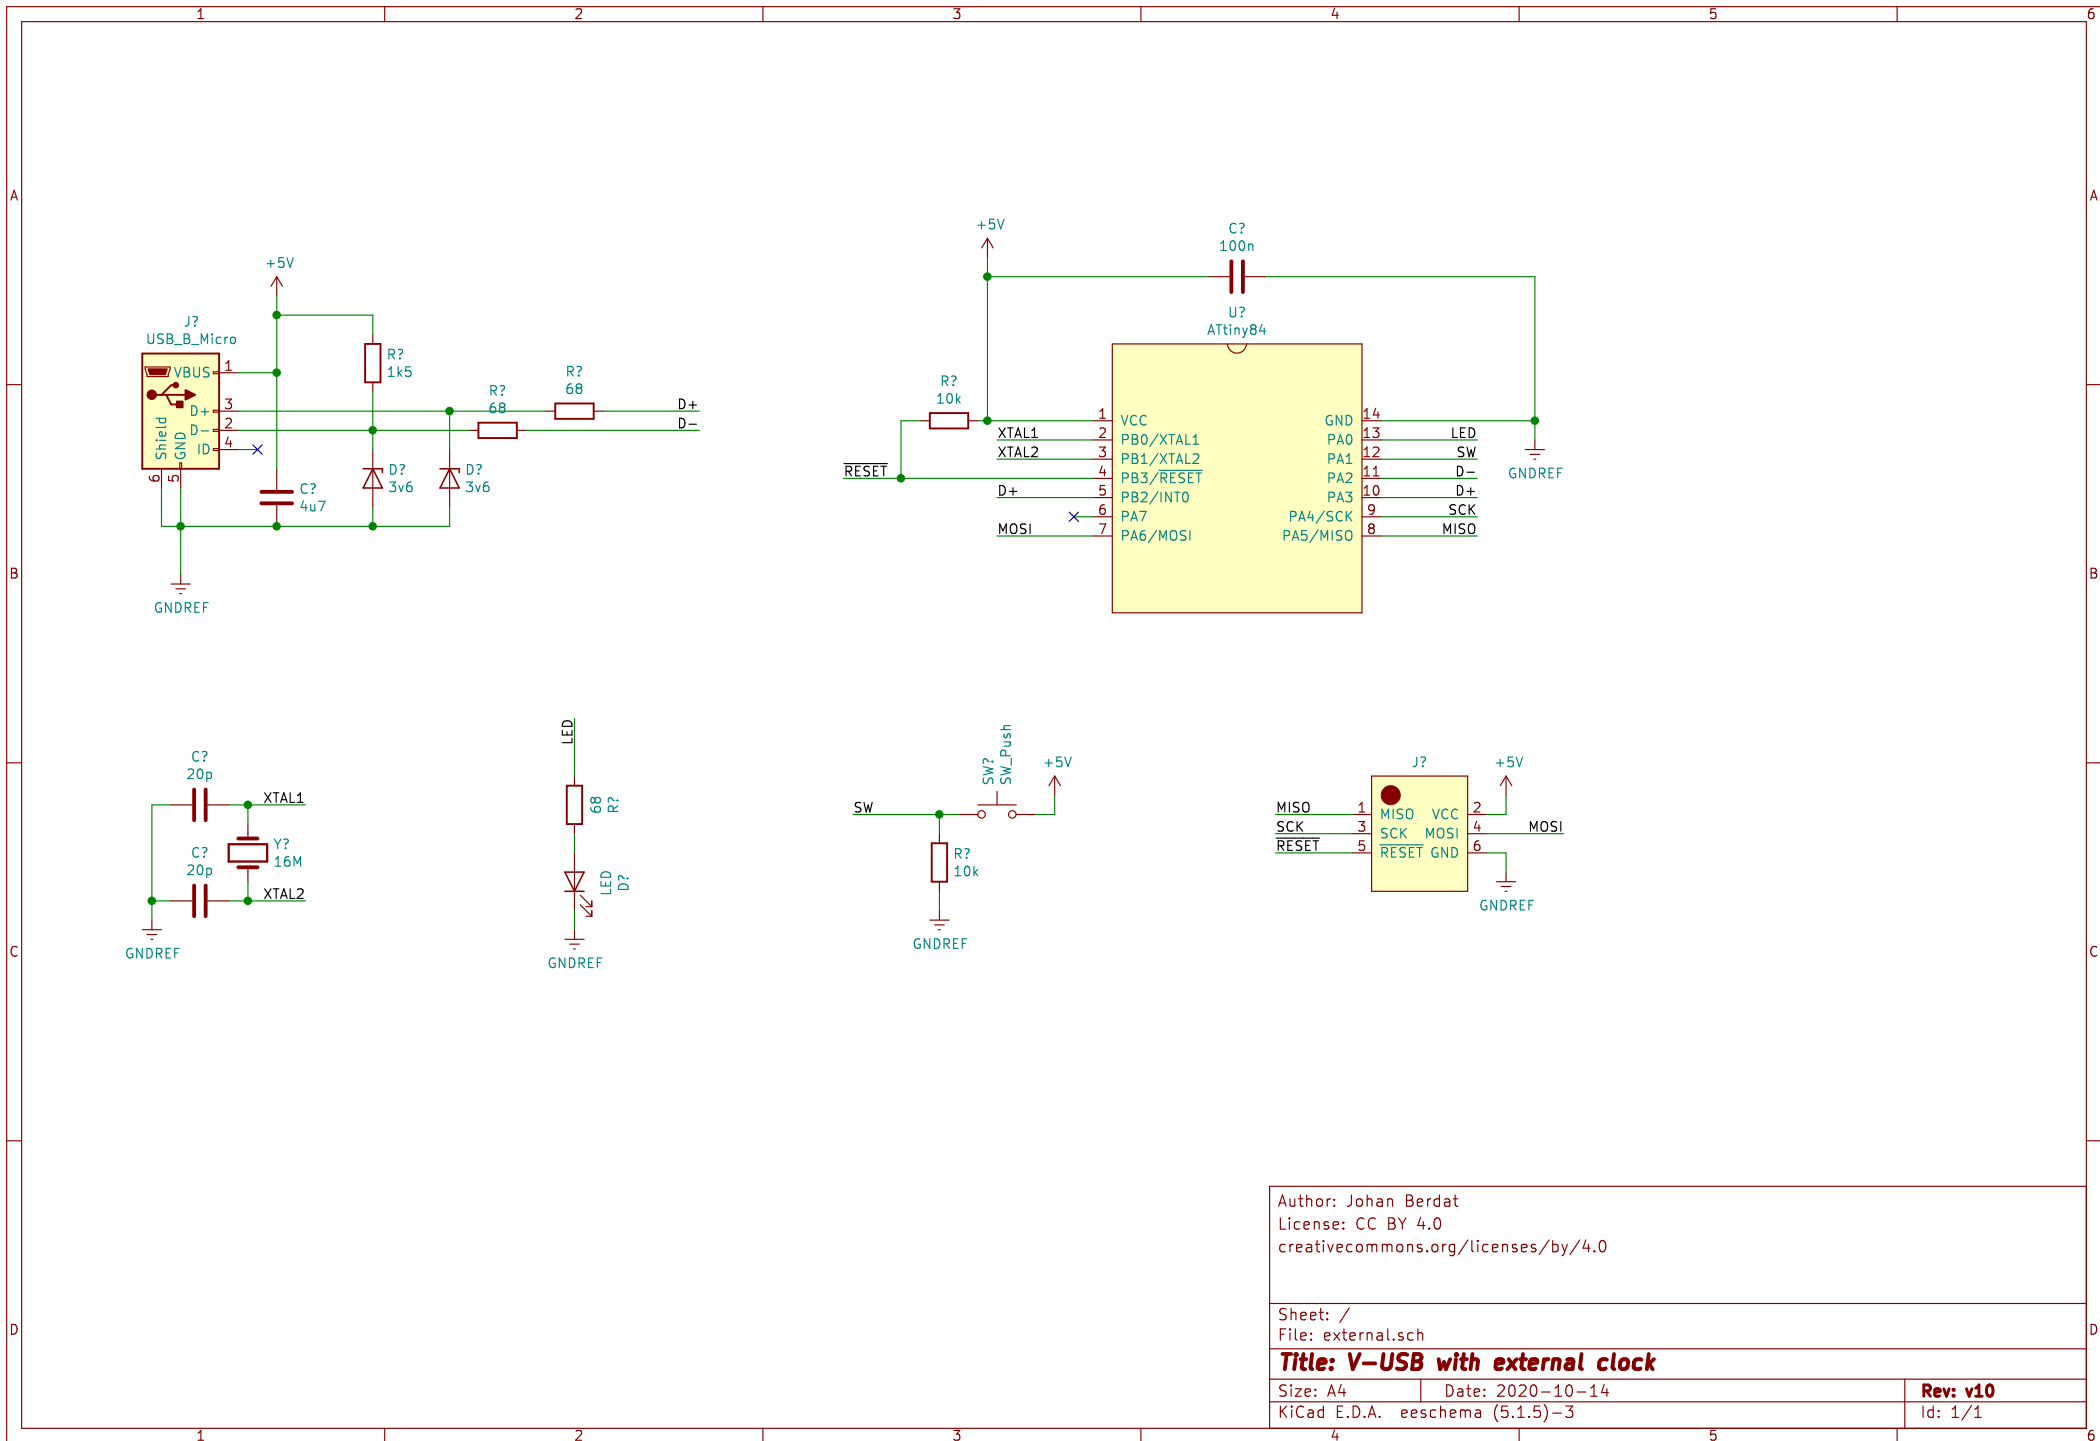 1 2 3 4 5 6
A A
B B
C C
D D
+5V
J?
USB_B_Micro
VBUS 1
D+ 3
D- 2
ID 4
Shield
GND
6 5
R?
1k5
R?
68
R?
68
D+
D-
C?
4u7
D?
3v6
D?
3v6
GNDREF
+5V
C?
100n
U?
ATtiny84
R?
10k
RESET
XTAL1
XTAL2
D+
MOSI
1 VCC
2 PB0/XTAL1
3 PB1/XTAL2
4 PB3/RESET
5 PB2/INT0
6 PA7
7 PA6/MOSI
GND 14
PA0 13 LED
PA1 12 SW
PA2 11 D-
PA3 10 D+
PA4/SCK 9 SCK
PA5/MISO 8 MISO
GNDREF
C?
20p
XTAL1
Y?
16M
C?
20p
XTAL2
GNDREF
LED
68
R?
LED
D?
GNDREF
SW
SW?
SW_Push
+5V
R?
10k
GNDREF
J?
+5V
MISO 1 MISO VCC 2
SCK 3 SCK MOSI 4 MOSI
RESET 5 RESET GND 6
GNDREF
Author: Johan Berdat
License: CC BY 4.0
creativecommons.org/licenses/by/4.0
Sheet: /
File: external.sch
Title: V-USB with external clock
Size: A4 Date: 2020-10-14 Rev: v10
KiCad E.D.A. eeschema (5.1.5)-3 Id: 1/1
1 2 3 4 5 6